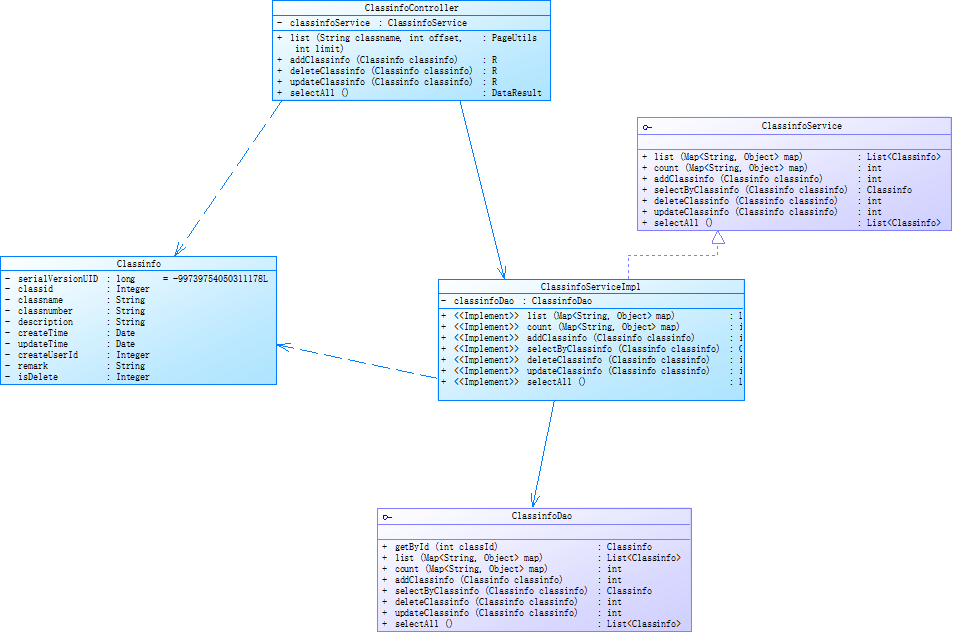 ClassinfoController
- classinfoService : ClassinfoService
+ list (String classname, int offset, : PageUtils
int limit)
+ addClassinfo (Classinfo classinfo) : R
+ deleteClassinfo (Classinfo classinfo) : R
+ updateClassinfo (Classinfo classinfo) : R
+ selectAll () : DataResult
ClassinfoService
+ list (Map<String, Object> map) : List<Classinfo>
+ count (Map<String, Object> map) : int
+ addClassinfo (Classinfo classinfo) : int
+ selectByClassinfo (Classinfo classinfo) : Classinfo
+ deleteClassinfo (Classinfo classinfo) : int
+ updateClassinfo (Classinfo classinfo) : int
+ selectAll () : List<Classinfo>
Classinfo
- serialVersionUID : long = -99739754050311178L
- classid : Integer
- classname : String
- classnumber : String
- description : String
- createTime : Date
- updateTime : Date
- createUserId : Integer
- remark : String
- isDelete : Integer
ClassinfoServiceImpl
- classinfoDao : ClassinfoDao
+ <<Implement>> list (Map<String, Object> map) :
+ <<Implement>> count (Map<String, Object> map) :
+ <<Implement>> addClassinfo (Classinfo classinfo) :
+ <<Implement>> selectByClassinfo (Classinfo classinfo) :
+ <<Implement>> deleteClassinfo (Classinfo classinfo) :
+ <<Implement>> updateClassinfo (Classinfo classinfo) :
+ <<Implement>> selectAll () :
ClassinfoDao
+ getById (int classId) : Classinfo
+ list (Map<String, Object> map) : List<Classinfo>
+ count (Map<String, Object> map) : int
+ addClassinfo (Classinfo classinfo) : int
+ selectByClassinfo (Classinfo classinfo) : Classinfo
+ deleteClassinfo (Classinfo classinfo) : int
+ updateClassinfo (Classinfo classinfo) : int
+ selectAll () : List<Classinfo>